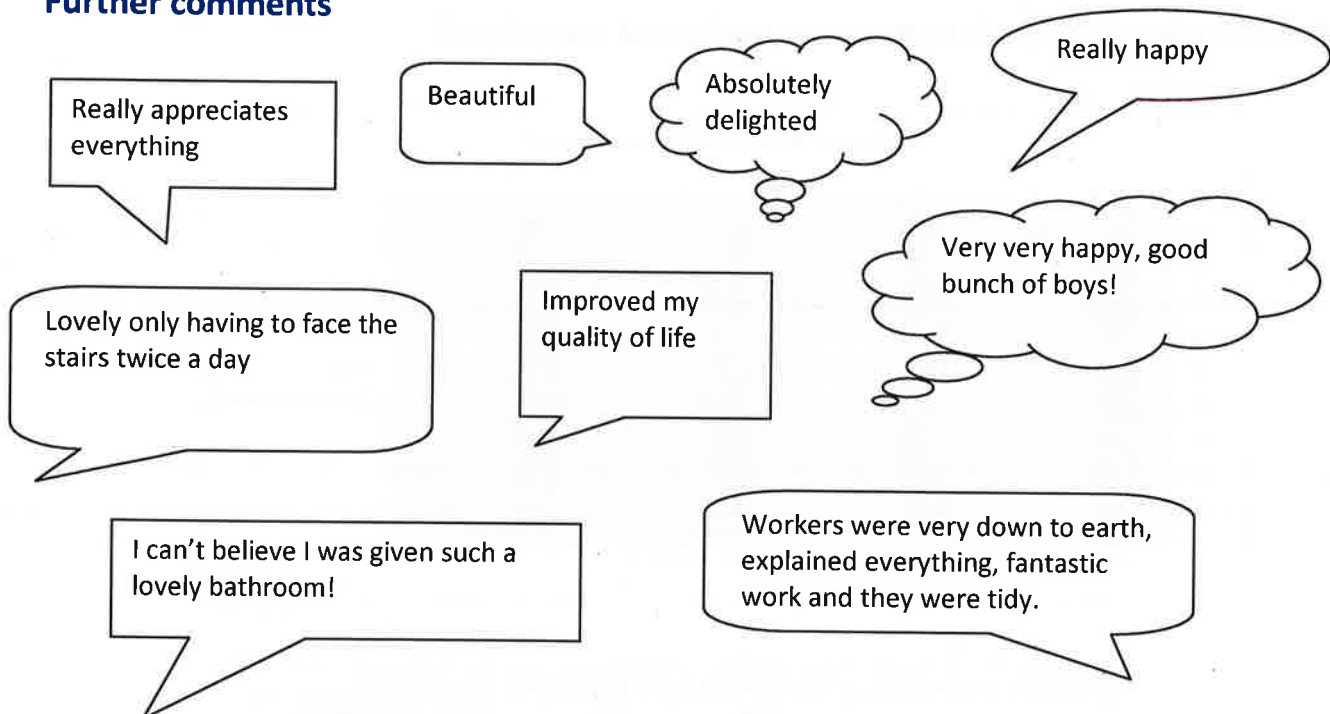 Further comments
Really appreciates
everything
Beautiful
Absolutely
delighted
Really happy
Lovely only having to face the
stairs twice a day
Improved my
quality of life
Very very happy, good
bunch of boys!
I can't believe I was given such a
lovely bathroom!
Workers were very down to earth,
explained everything, fantastic
work and they were tidy.